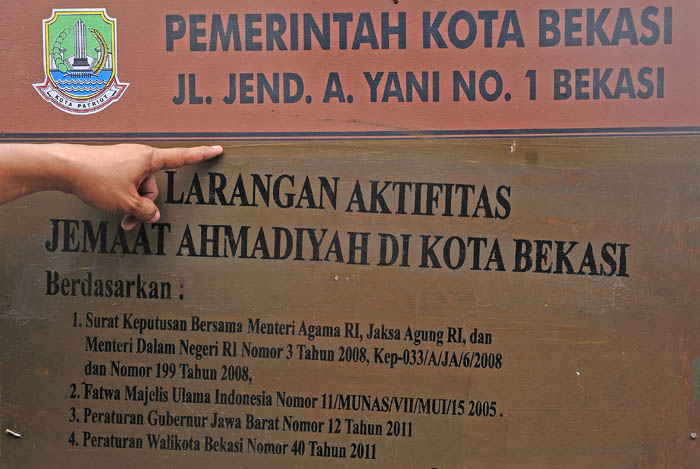 PEMERINTAH KOTA BEKASI
JL. JEND. A. YANI NO. 1 BEKASI
KOTA PATRIOT
LARANGAN AKTIFITAS
JEMAAT AHMADIYAH DI KOTA BEKASI
Berdasarkan :
1. Surat Keputusan Bersama Menteri Agama RI, Jaksa Agung RI, dan
Menteri Dalam Negeri RI Nomor 3 Tahun 2008, Kep-033/A/JA/6/2008
dan Nomor 199 Tahun 2008,
2. Fatwa Majelis Ulama Indonesia Nomor 11/MUNAS/VII/MUI/15 2005 .
3. Peraturan Gubernur Jawa Barat Nomor 12 Tahun 2011
4. Peraturan Walikota Bekasi Nomor 40 Tahun 2011